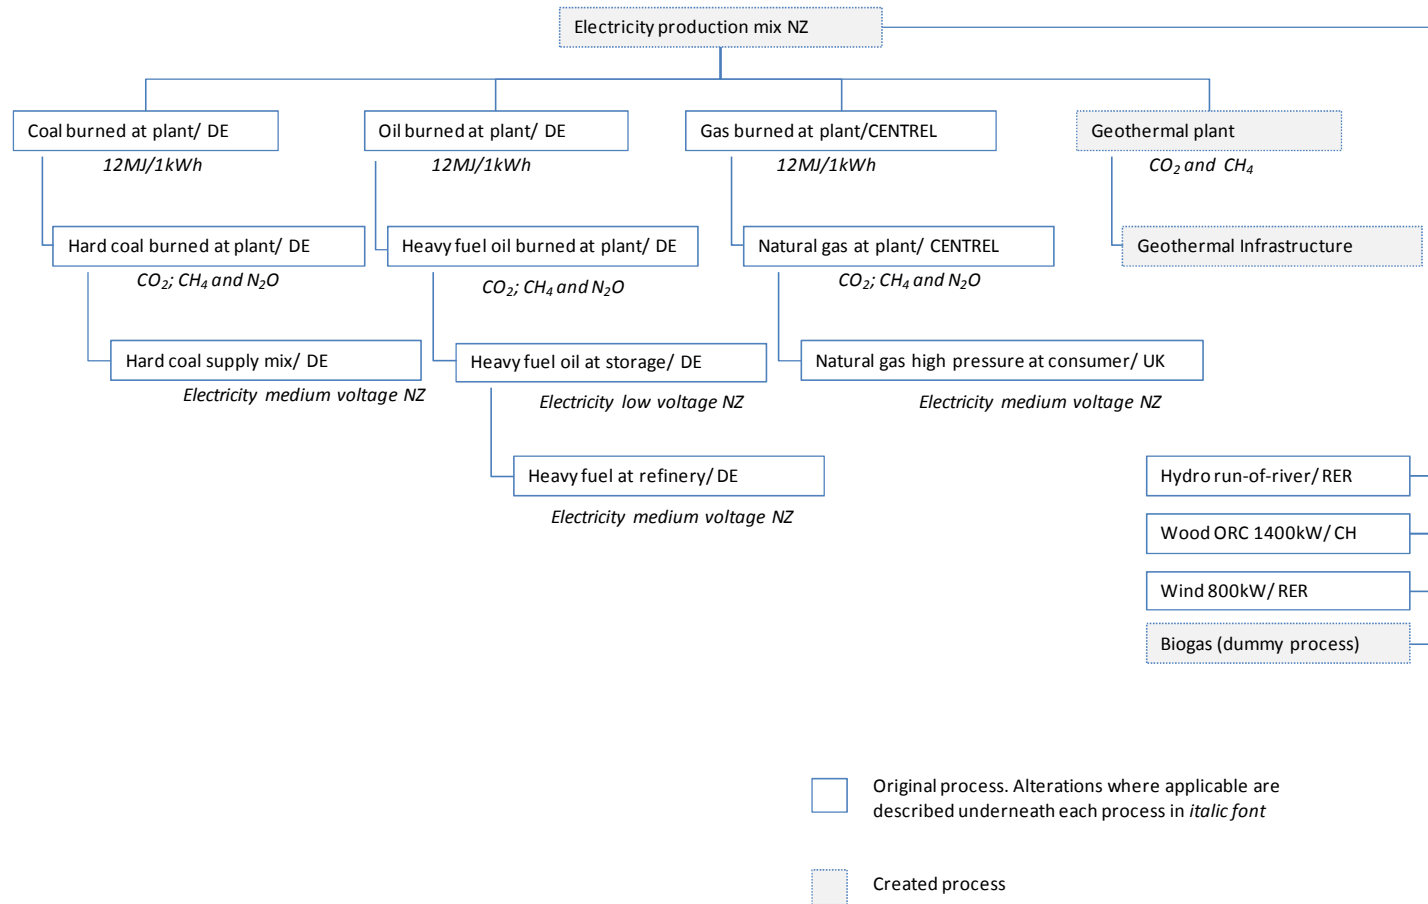 Electricity production mix NZ
Coal burned at plant/ DE
12MJ/1kWh
Oil burned at plant/ DE
12MJ/1kWh
Gas burned at plant/CENTREL
12MJ/1kWh
Geothermal plant
CO₂ and CH₄
Hard coal burned at plant/ DE
CO₂; CH₄ and N₂O
Heavy fuel oil burned at plant/ DE
CO₂; CH₄ and N₂O
Natural gas at plant/ CENTREL
CO₂; CH₄ and N₂O
Geothermal Infrastructure
Hard coal supply mix/ DE
Electricity medium voltage NZ
Heavy fuel oil at storage/ DE
Electricity low voltage NZ
Natural gas high pressure at consumer/ UK
Electricity medium voltage NZ
Heavy fuel at refinery/ DE
Electricity medium voltage NZ
Hydro run-of-river/ RER
Wood ORC 1400kW/ CH
Wind 800kW/ RER
Biogas (dummy process)
Original process. Alterations where applicable are
described underneath each process in italic font
Created process